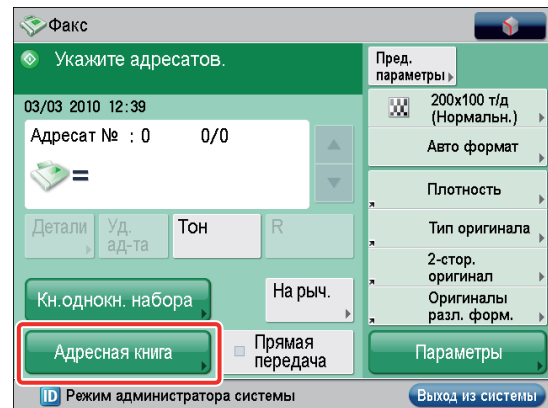 Факс
Укажите адресатов.
Пред.
параметры
03/03 2010 12:39
200x100 т/д
(Нормальн.)
Адресат № : 0 0/0
=
Авто формат
Плотность
Детали
Уд.
ад-та
Тон
R
Тип оригинала
2-стор.
оригинал
Кн.однокн. набора
На рыч.
Оригиналы
разл. форм.
Адресная книга
Прямая
передача
Параметры
ID Режим администратора системы
Выход из системы